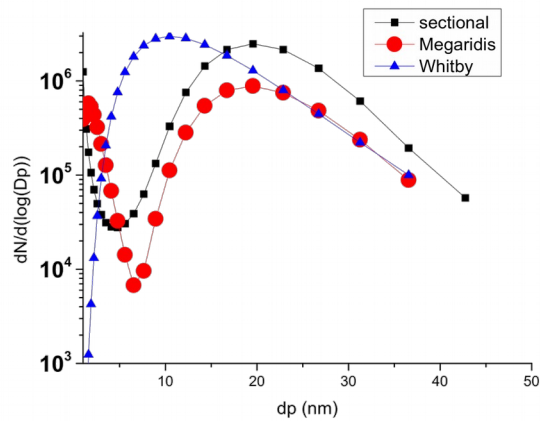 sectional
Megaridis
Whitby
10^6
10^5
10^4
10^3
dN/d(log(Dp))
10 20 30 40 50
dp (nm)